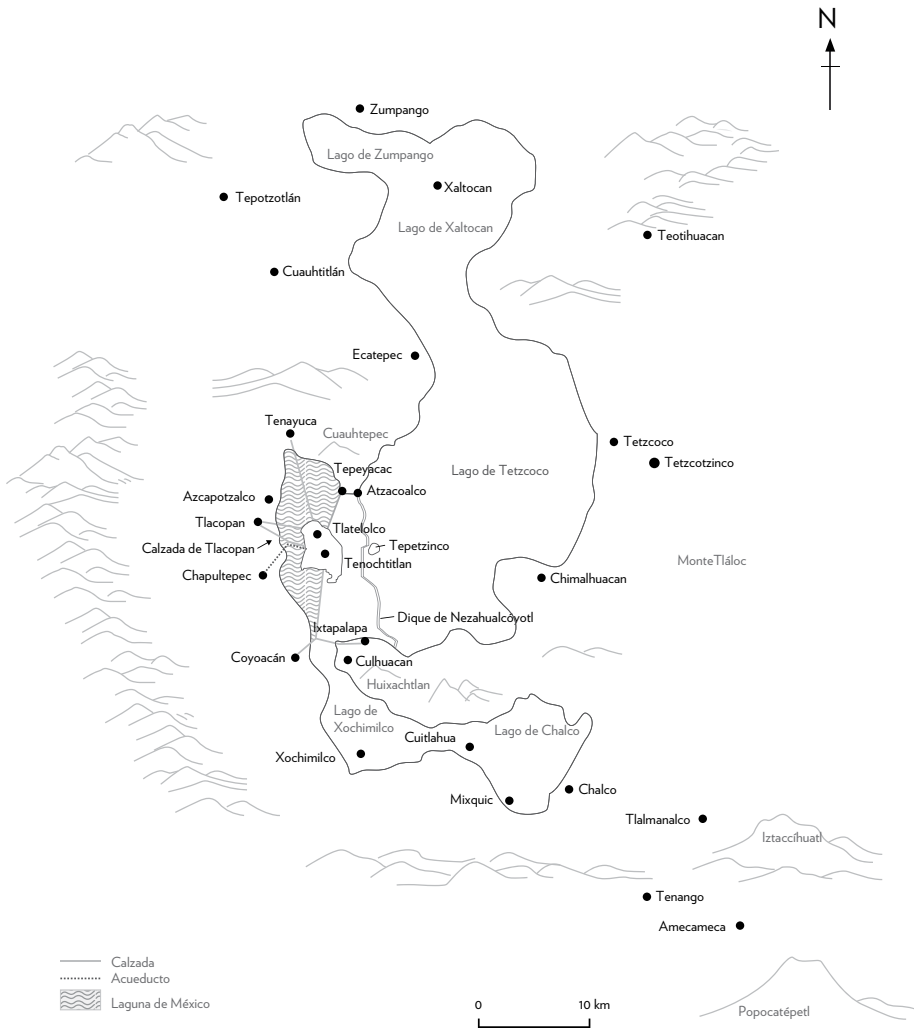 N
Zumpango
Lago de Zumpango
Xaltocan
Tepotzotlán
Lago de Xaltocan
Teotihuacan
Cuauhtitlán
Ecatepec
Tenayuca
Cuauhtepec
Tetzcoco
Tetzcotzinco
Tepeyacac
Lago de Tetzcoco
Atzacoalco
Azcapotzalco
Tlacopan
Tlatelolco
Calzada de Tlacopan
Tepetzinco
Tenochtitlan
MonteTláloc
Chapultepec
Chimalhuacan
Dique de Nezahualcóyotl
Ixtapalapa
Coyoacán
Culhuacan
Huixachtlan
Lago de
Xochimilco
Lago de Chalco
Cuitlahua
Xochimilco
Chalco
Mixquic
Tlalmanalco
Iztaccíhuatl
Tenango
Amecameca
Calzada
Acueducto
Laguna de México
0
10 km
Popocatépetl